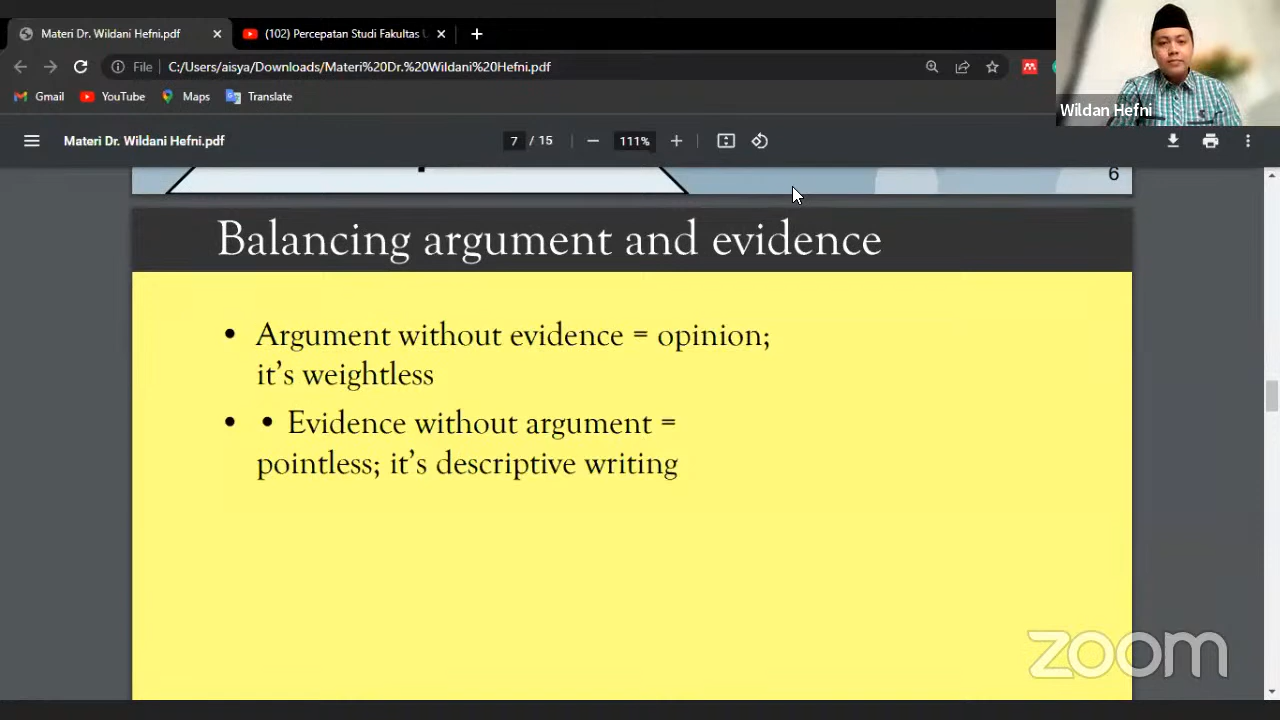 Materi Dr. Wildani Hefni.pdf
(102) Percepatan Studi Fakultas
File
C:/Users/aisya/Downloads/Materi%20Dr.%20Wildani%20Hefni.pdf
Gmail
YouTube
Maps
Translate
Wildan Hefni
Materi Dr. Wildani Hefni.pdf
7 / 15
111%
6
Balancing argument and evidence
• Argument without evidence = opinion;
it's weightless
• • Evidence without argument =
pointless; it's descriptive writing
zoom